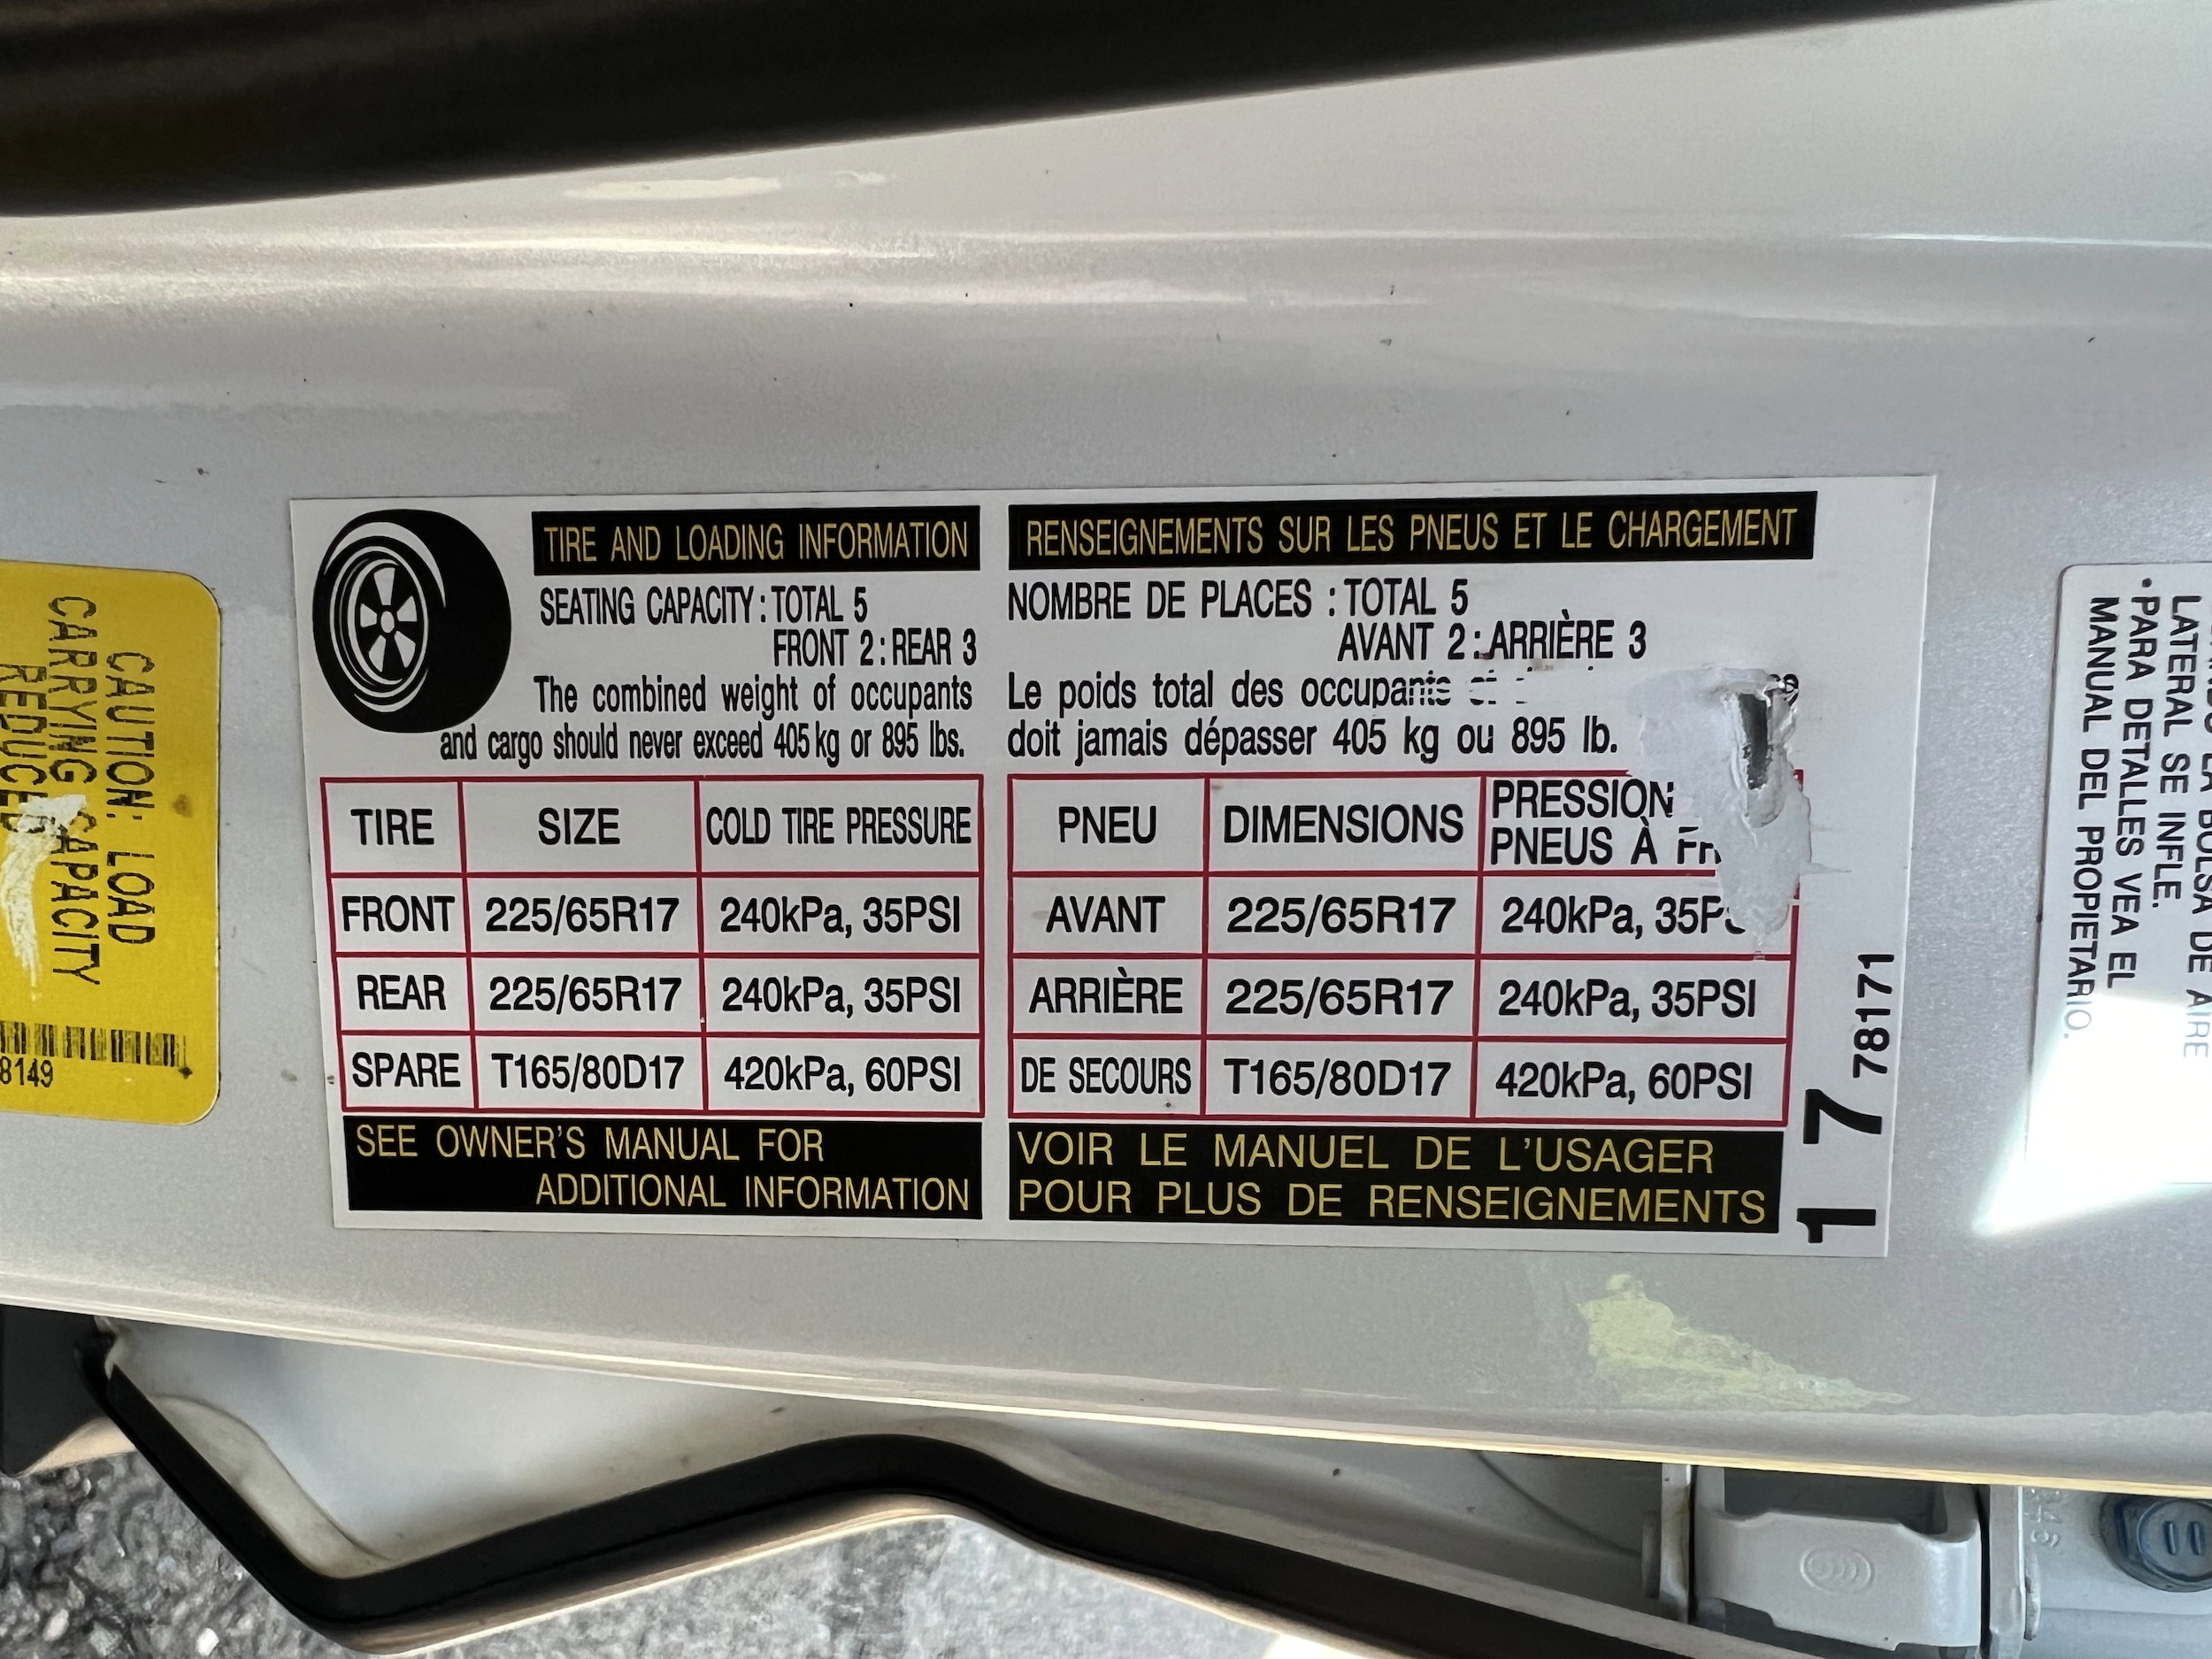 TIRE AND LOADING INFORMATION
SEATING CAPACITY: TOTAL 5
FRONT 2: REAR 3
The combined weight of occupants
and cargo should never exceed 405 kg or 895 lbs.
TIRE SIZE COLD TIRE PRESSURE
FRONT 225/65R17 240kPa, 35PSI
REAR 225/65R17 240kPa, 35PSI
SPARE T165/80D17 420kPa, 60PSI
SEE OWNER'S MANUAL FOR
ADDITIONAL INFORMATION
RENSEIGNEMENTS SUR LES PNEUS ET LE CHARGEMENT
NOMBRE DE PLACES : TOTAL 5
AVANT 2: ARRIÈRE 3
Le poids total des occupants
doit jamais dépasser 405 kg ou 895 lb.
PNEU DIMENSIONS PRESSION
PNEUS À
AVANT 225/65R17 240kPa,
ARRIÈRE 225/65R17 240kPa, 35PSI
DE SECOURS T165/80D17 420kPa, 60PSI
VOIR LE MANUEL DE L'USAGER
POUR PLUS DE RENSEIGNEMENTS
17 78171
CAUTION: LOAD
CARRYING CAPACITY
REDUCED
8149
BOLSA DE AIRE
LATERAL SE INFLE.
•PARA DETALLES VEA EL
MANUAL DEL PROPIETARIO.